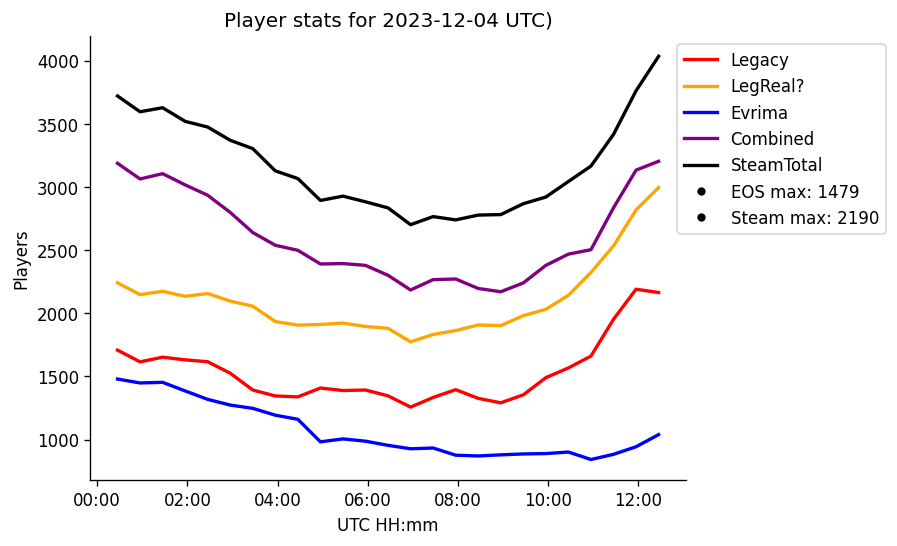 Player stats for 2023-12-04 UTC)
4000
3500
3000
2500
2000
1500
1000
Players
00:00 02:00 04:00 06:00 08:00 10:00 12:00
UTC HH:mm
Legacy
LegReal?
Evrima
Combined
SteamTotal
EOS max: 1479
Steam max: 2190